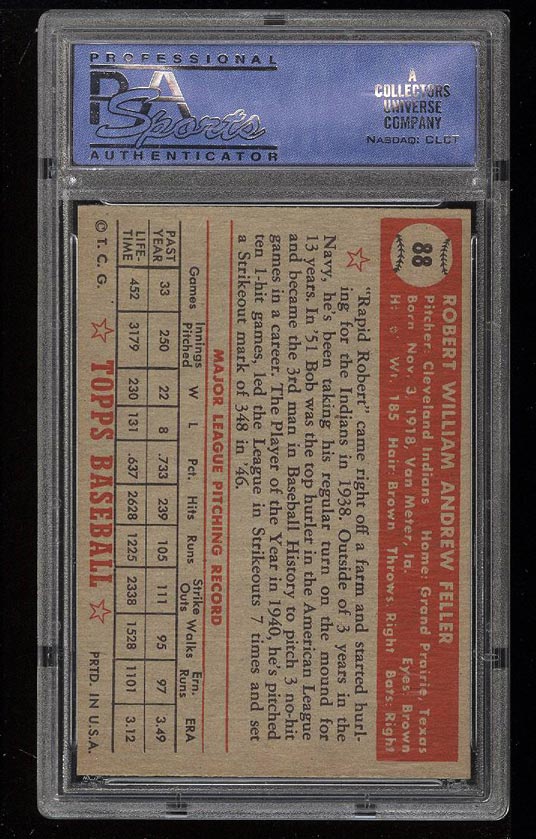 PROFESSIONAL
PSA
Sports
AUTHENTICATOR
A
COLLECTORS
UNIVERSE
COMPANY
NASDAQ: CLCT
88
ROBERT WILLIAM ANDREW FELLER
Pitcher: Cleveland Indians Home: Grand Prairie, Texas
Born: Nov. 3, 1918, Van Meter, Ia. Eyes: Brown
Ht: Wt. 185 Hair: Brown Throws: Right Bats: Right
"Rapid Robert" came right off a farm and started hurl-
ing for the Indians in 1938. Outside of 3 years in the
Navy, he's been taking his regular turn on the mound for
13 years. In '51 Bob was the top hurler in the American League
and became the 3rd man in Baseball History to pitch 3 no-hit
games in a career. The Player of the Year in 1940, he's pitched
ten 1-hit games, led the League in Strikeouts 7 times and set
a Strikeout mark of 348 in '46.
MAJOR LEAGUE PITCHING RECORD
Games Innings Pitched W L Pct. Hits Runs Strike Outs Walks Ern. Runs ERA
PAST YEAR 33 250 22 8 .733 239 105 111 95 97 3.49
LIFE-TIME 452 3179 230 131 .637 2628 1225 2338 1528 1101 3.12
© T. C. G. ☆ TOPPS BASEBALL ☆ PRTD. IN U.S.A.